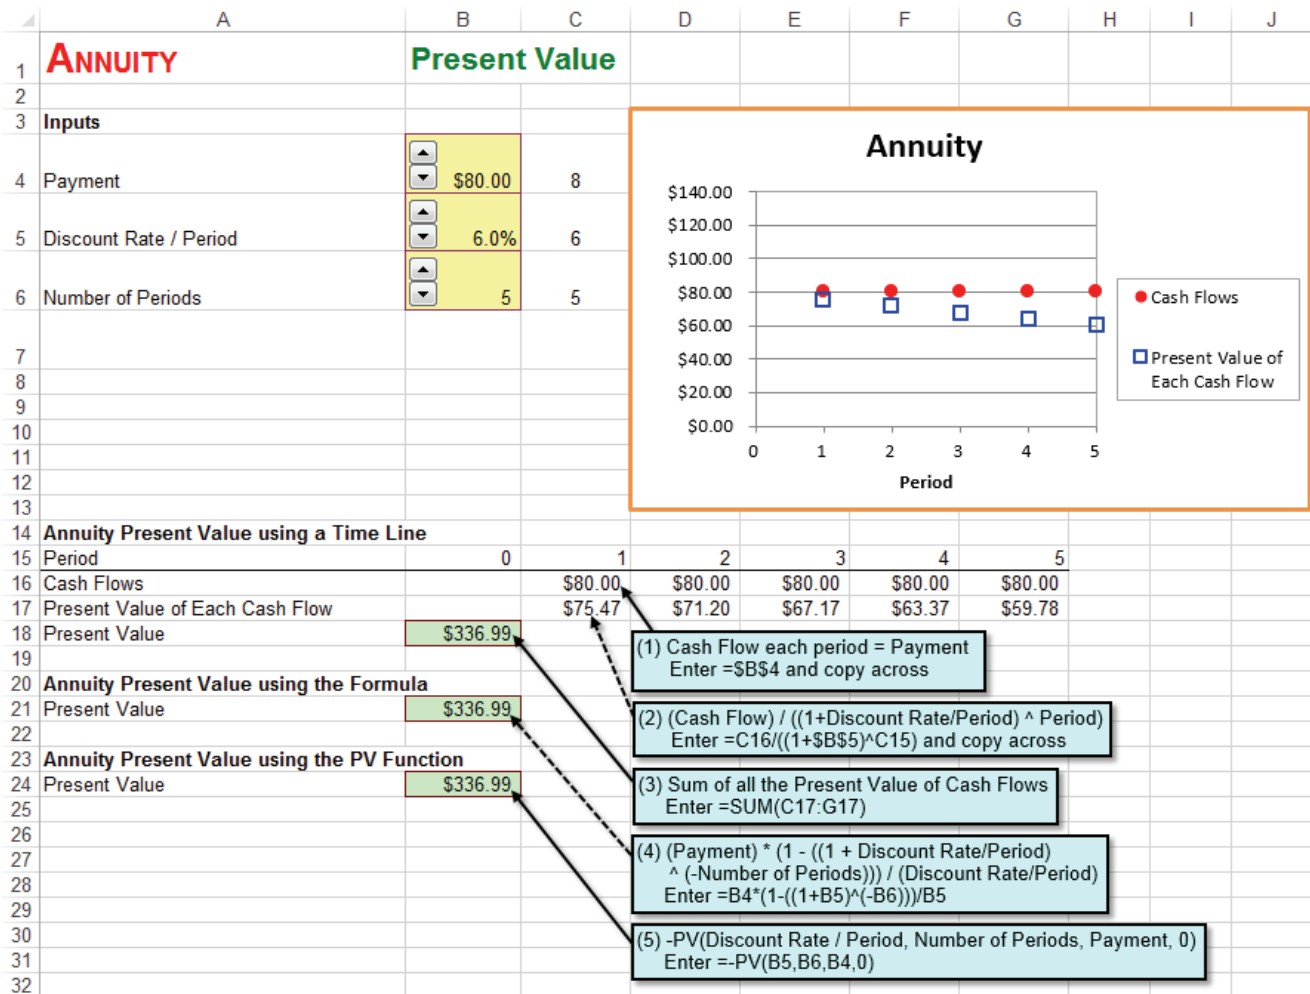 A B C D E F G H I J
1 ANNUITY Present Value
2
3 Inputs
4 Payment $80.00 8
5 Discount Rate / Period 6.0% 6
6 Number of Periods 5 5
7
8
9
10
11
12
13
Annuity
$140.00
$120.00
$100.00
$80.00
$60.00
$40.00
$20.00
$0.00
0 1 2 3 4 5
Period
Cash Flows
Present Value of
Each Cash Flow
14 Annuity Present Value using a Time Line
15 Period 0 1 2 3 4 5
16 Cash Flows $80.00 $80.00 $80.00 $80.00 $80.00
17 Present Value of Each Cash Flow $75.47 $71.20 $67.17 $63.37 $59.78
18 Present Value $336.99
19
20 Annuity Present Value using the Formula
21 Present Value $336.99
22
23 Annuity Present Value using the PV Function
24 Present Value $336.99
25
26
27
28
29
30
31
32
(1) Cash Flow each period = Payment
Enter =$B$4 and copy across
(2) (Cash Flow) / ((1+Discount Rate/Period) ^ Period)
Enter =C16/((1+$B$5)^C15) and copy across
(3) Sum of all the Present Value of Cash Flows
Enter =SUM(C17:G17)
(4) (Payment) * (1 - ((1 + Discount Rate/Period)
^ (-Number of Periods))) / (Discount Rate/Period)
Enter =B4*(1-((1+B5)^(-B6)))/B5
(5) -PV(Discount Rate / Period, Number of Periods, Payment, 0)
Enter =-PV(B5,B6,B4,0)